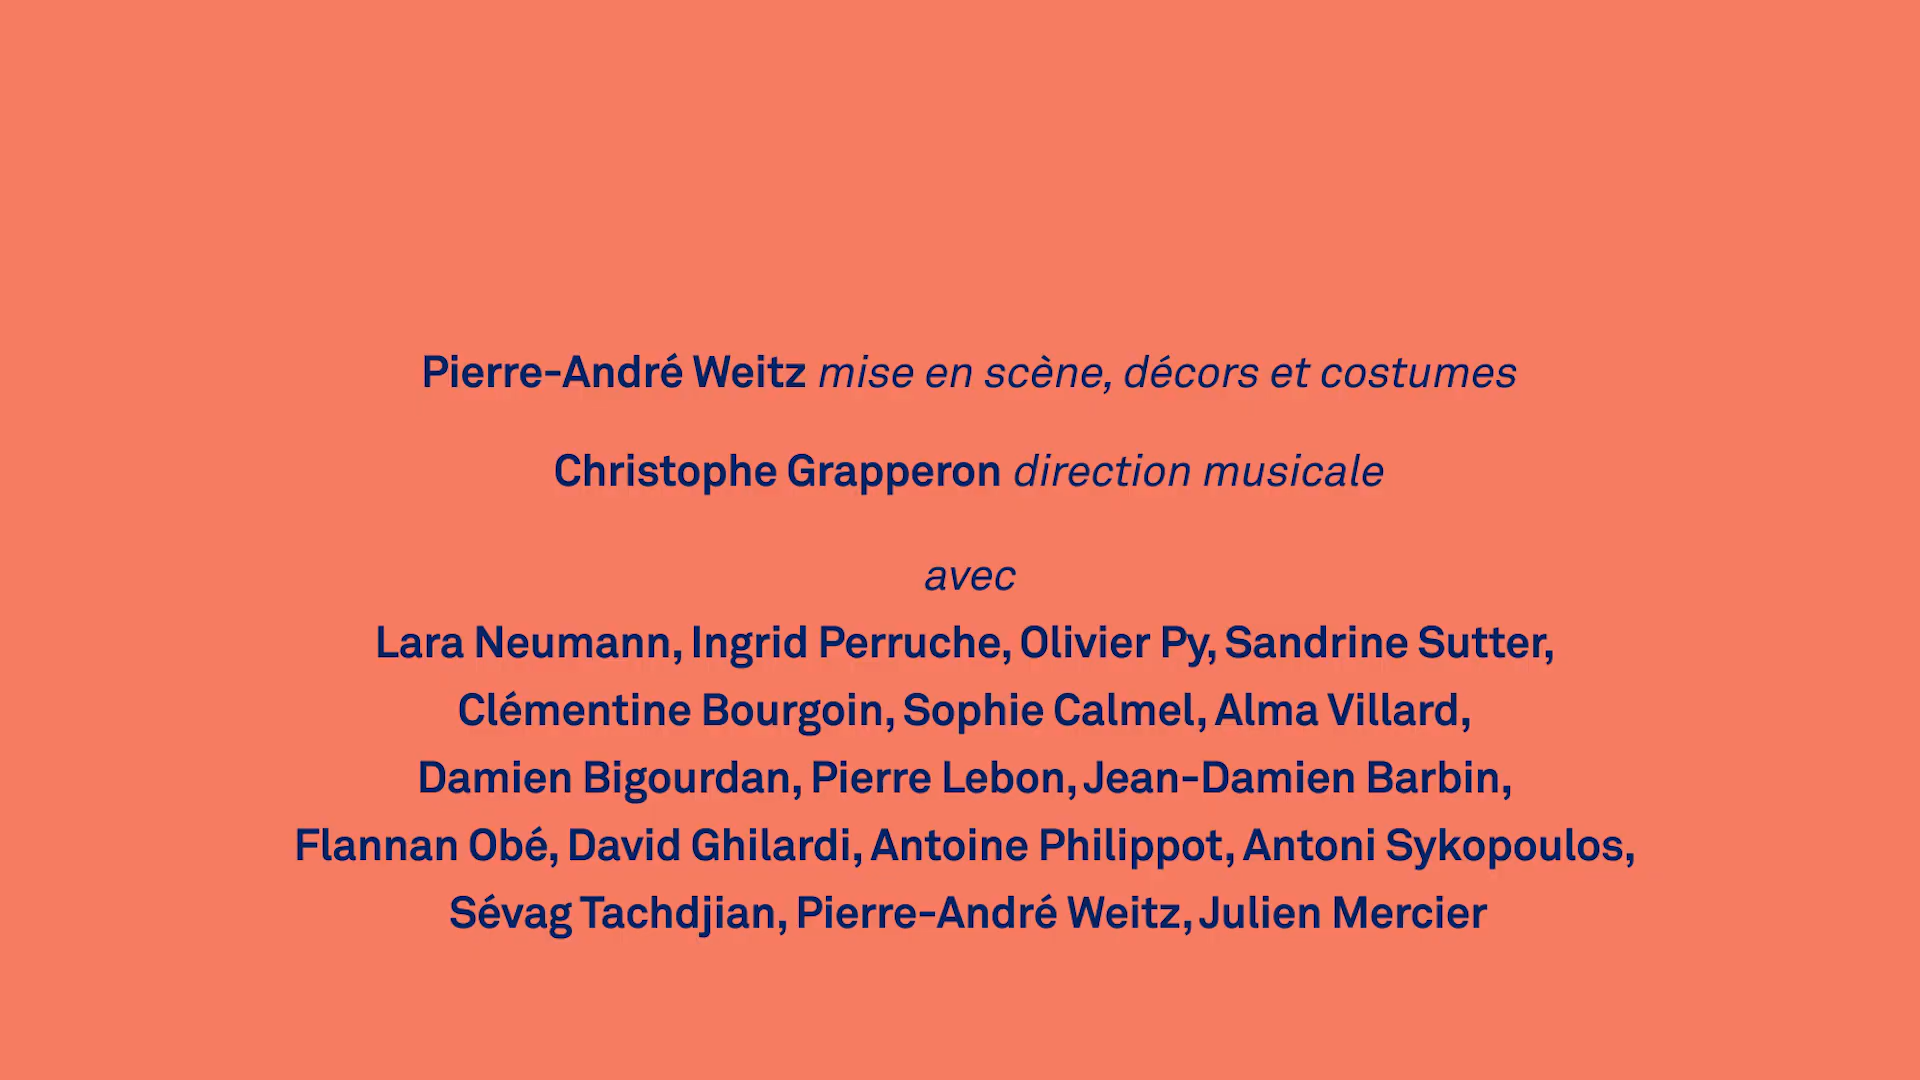 Pierre-André Weitz mise en scène, décors et costumes
Christophe Grapperon direction musicale
avec
Lara Neumann, Ingrid Perruche, Olivier Py, Sandrine Sutter,
Clémentine Bourgoin, Sophie Calmel, Alma Villard,
Damien Bigourdan, Pierre Lebon, Jean-Damien Barbin,
Flannan Obé, David Ghilardi, Antoine Philippot, Antoni Sykopoulos,
Sévag Tachdjian, Pierre-André Weitz, Julien Mercier